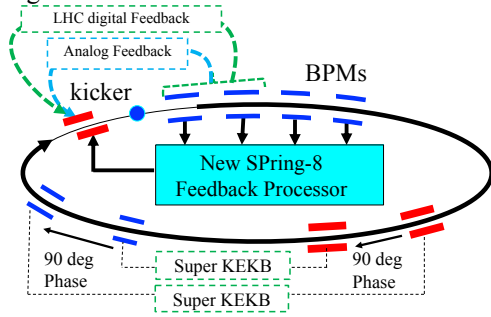 LHC digital Feedback
Analog Feedback
BPMs
kicker
New SPring-8
Feedback Processor
90 deg
Phase
Super KEKB
90 deg
Phase
Super KEKB